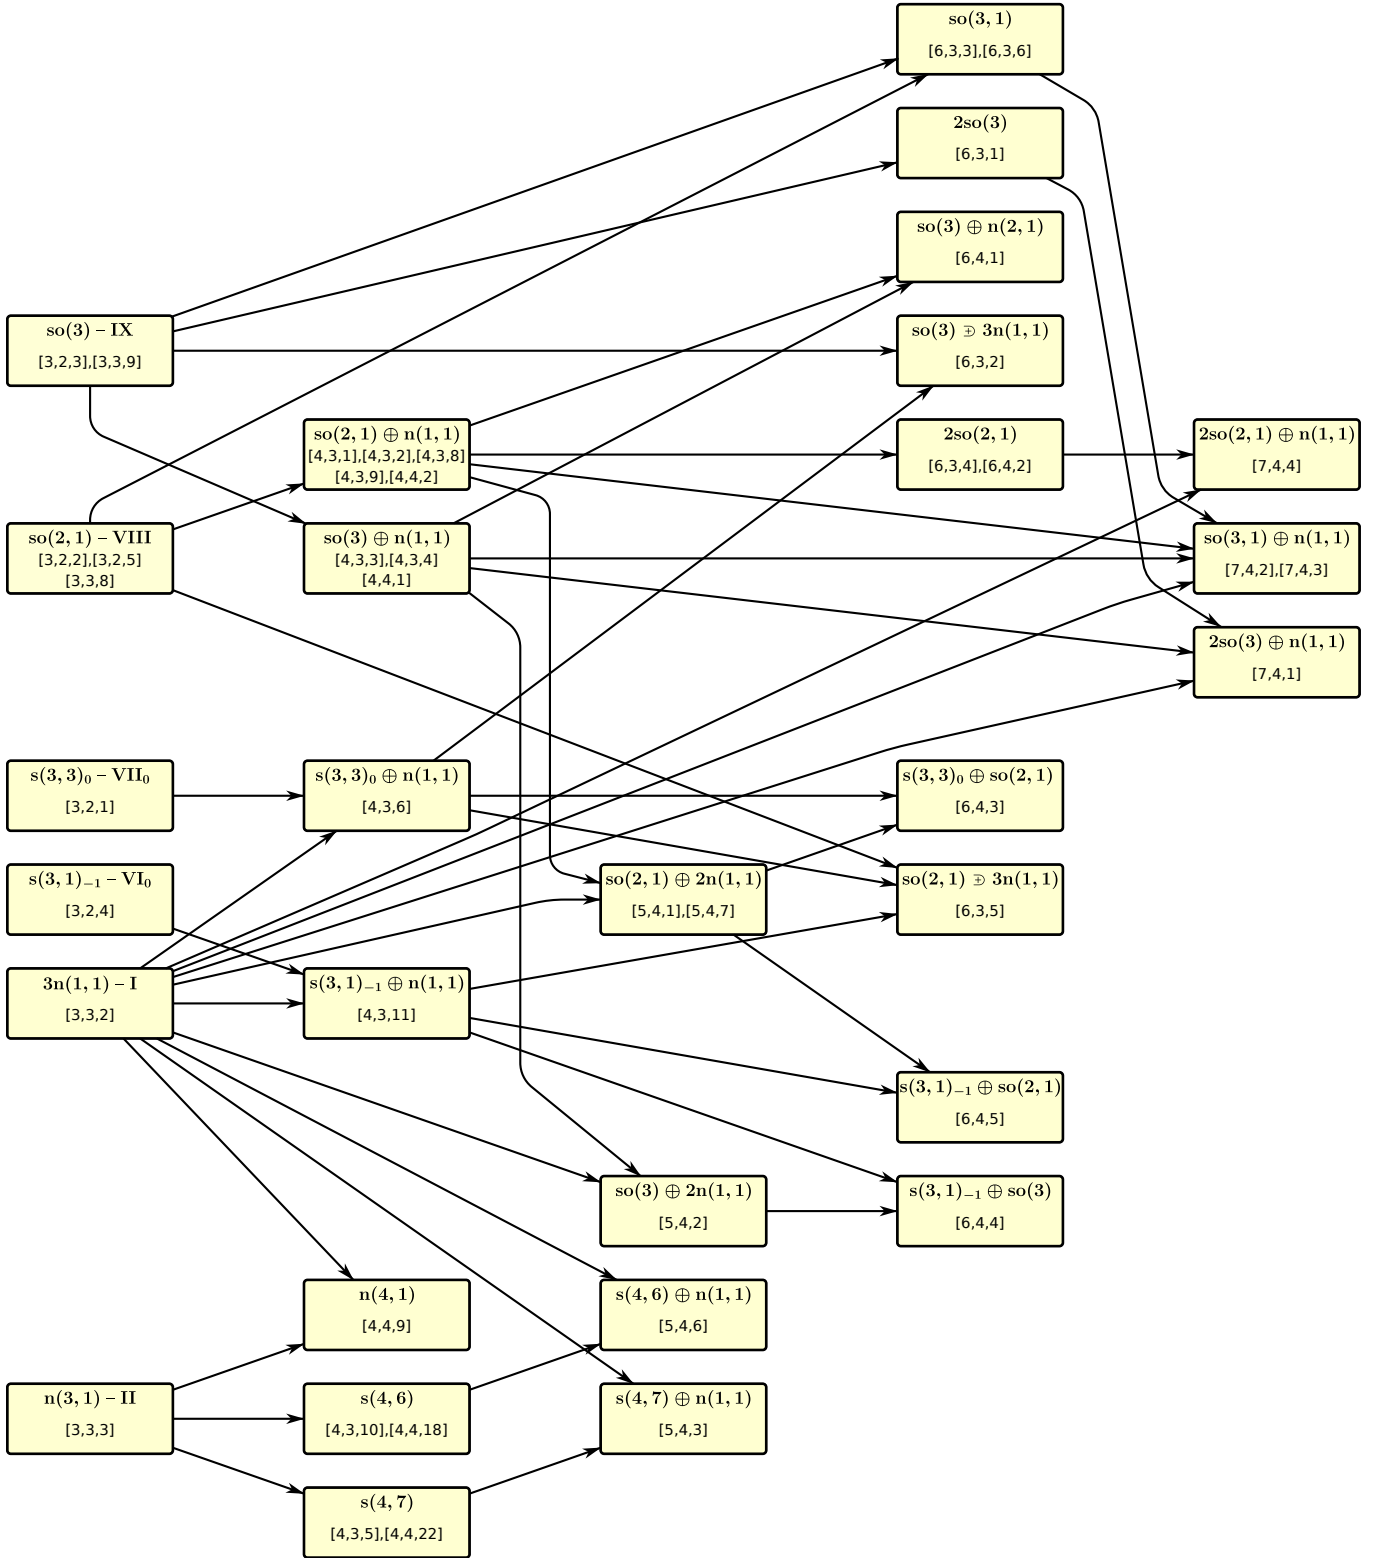 so(3, 1)
[6,3,3],[6,3,6]
2so(3)
[6,3,1]
so(3) ⊕ n(2, 1)
[6,4,1]
so(3) – IX
[3,2,3],[3,3,9]
so(3) ∋ 3n(1, 1)
[6,3,2]
so(2, 1) ⊕ n(1, 1)
[4,3,1],[4,3,2],[4,3,8]
[4,3,9],[4,4,2]
2so(2, 1)
[6,3,4],[6,4,2]
2so(2, 1) ⊕ n(1, 1)
[7,4,4]
so(2, 1) – VIII
[3,2,2],[3,2,5]
[3,3,8]
so(3) ⊕ n(1, 1)
[4,3,3],[4,3,4]
[4,4,1]
so(3, 1) ⊕ n(1, 1)
[7,4,2],[7,4,3]
2so(3) ⊕ n(1, 1)
[7,4,1]
s(3, 3)₀ – VII₀
[3,2,1]
s(3, 3)₀ ⊕ n(1, 1)
[4,3,6]
s(3, 3)₀ ⊕ so(2, 1)
[6,4,3]
s(3, 1)₋₁ – VI₀
[3,2,4]
so(2, 1) ⊕ 2n(1, 1)
[5,4,1],[5,4,7]
so(2, 1) ∋ 3n(1, 1)
[6,3,5]
3n(1, 1) – I
[3,3,2]
s(3, 1)₋₁ ⊕ n(1, 1)
[4,3,11]
s(3, 1)₋₁ ⊕ so(2, 1)
[6,4,5]
so(3) ⊕ 2n(1, 1)
[5,4,2]
s(3, 1)₋₁ ⊕ so(3)
[6,4,4]
n(4, 1)
[4,4,9]
s(4, 6) ⊕ n(1, 1)
[5,4,6]
n(3, 1) – II
[3,3,3]
s(4, 6)
[4,3,10],[4,4,18]
s(4, 7) ⊕ n(1, 1)
[5,4,3]
s(4, 7)
[4,3,5],[4,4,22]